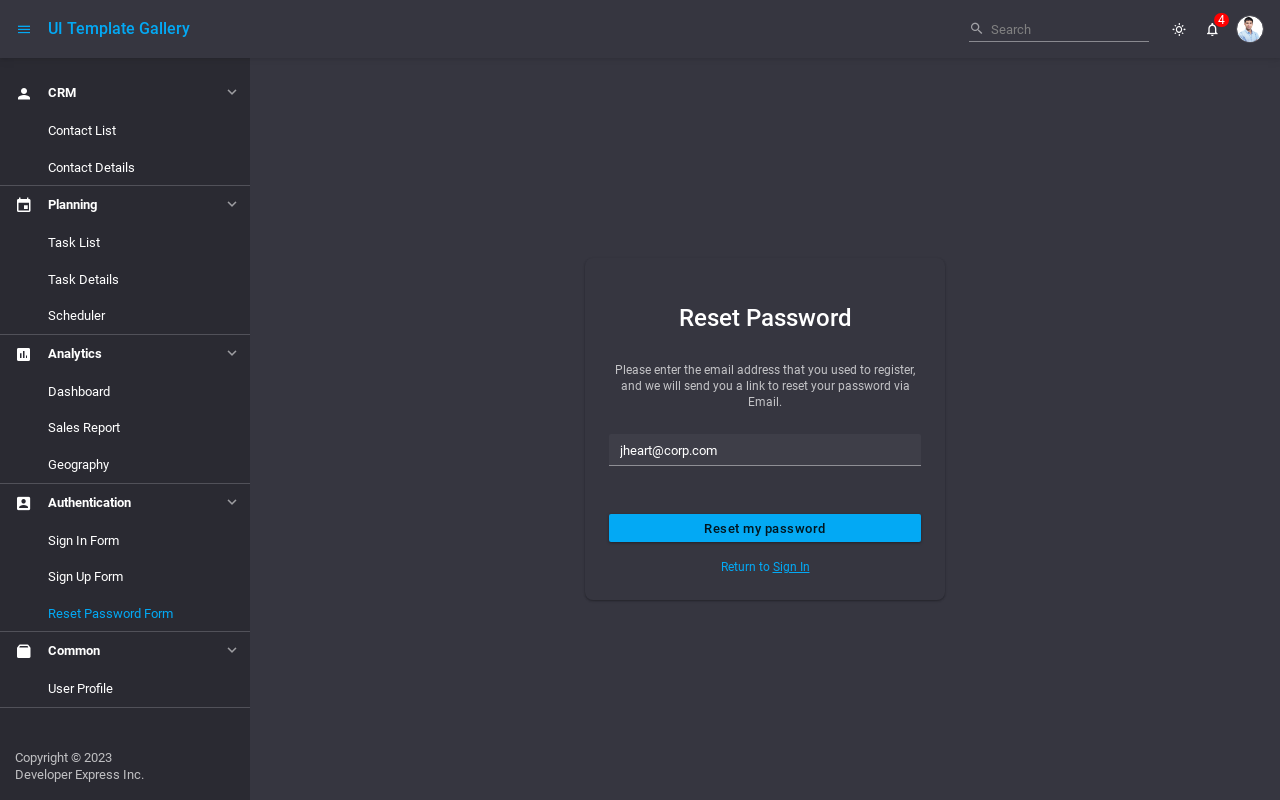 UI Template Gallery
Search
4
CRM
Contact List
Contact Details
Planning
Task List
Task Details
Scheduler
Analytics
Dashboard
Sales Report
Geography
Authentication
Sign In Form
Sign Up Form
Reset Password Form
Common
User Profile
Copyright © 2023
Developer Express Inc.
Reset Password
Please enter the email address that you used to register,
and we will send you a link to reset your password via
Email.
jheart@corp.com
Reset my password
Return to Sign In